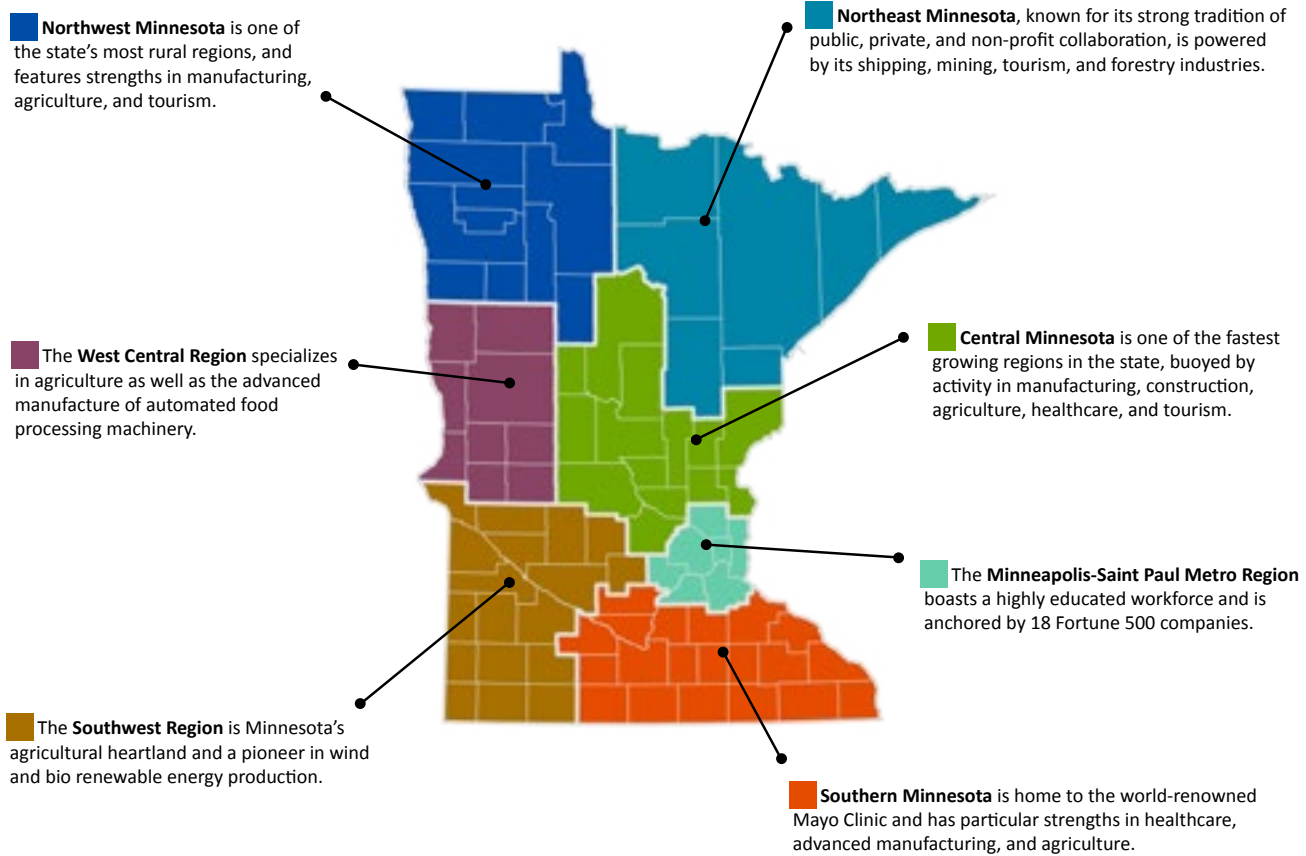 Northwest Minnesota is one of
the state’s most rural regions, and
features strengths in manufacturing,
agriculture, and tourism.
Northeast Minnesota, known for its strong tradition of
public, private, and non-profit collaboration, is powered
by its shipping, mining, tourism, and forestry industries.
The West Central Region specializes
in agriculture as well as the advanced
manufacture of automated food
processing machinery.
Central Minnesota is one of the fastest
growing regions in the state, buoyed by
activity in manufacturing, construction,
agriculture, healthcare, and tourism.
The Minneapolis-Saint Paul Metro Region
boasts a highly educated workforce and is
anchored by 18 Fortune 500 companies.
The Southwest Region is Minnesota’s
agricultural heartland and a pioneer in wind
and bio renewable energy production.
Southern Minnesota is home to the world-renowned
Mayo Clinic and has particular strengths in healthcare,
advanced manufacturing, and agriculture.